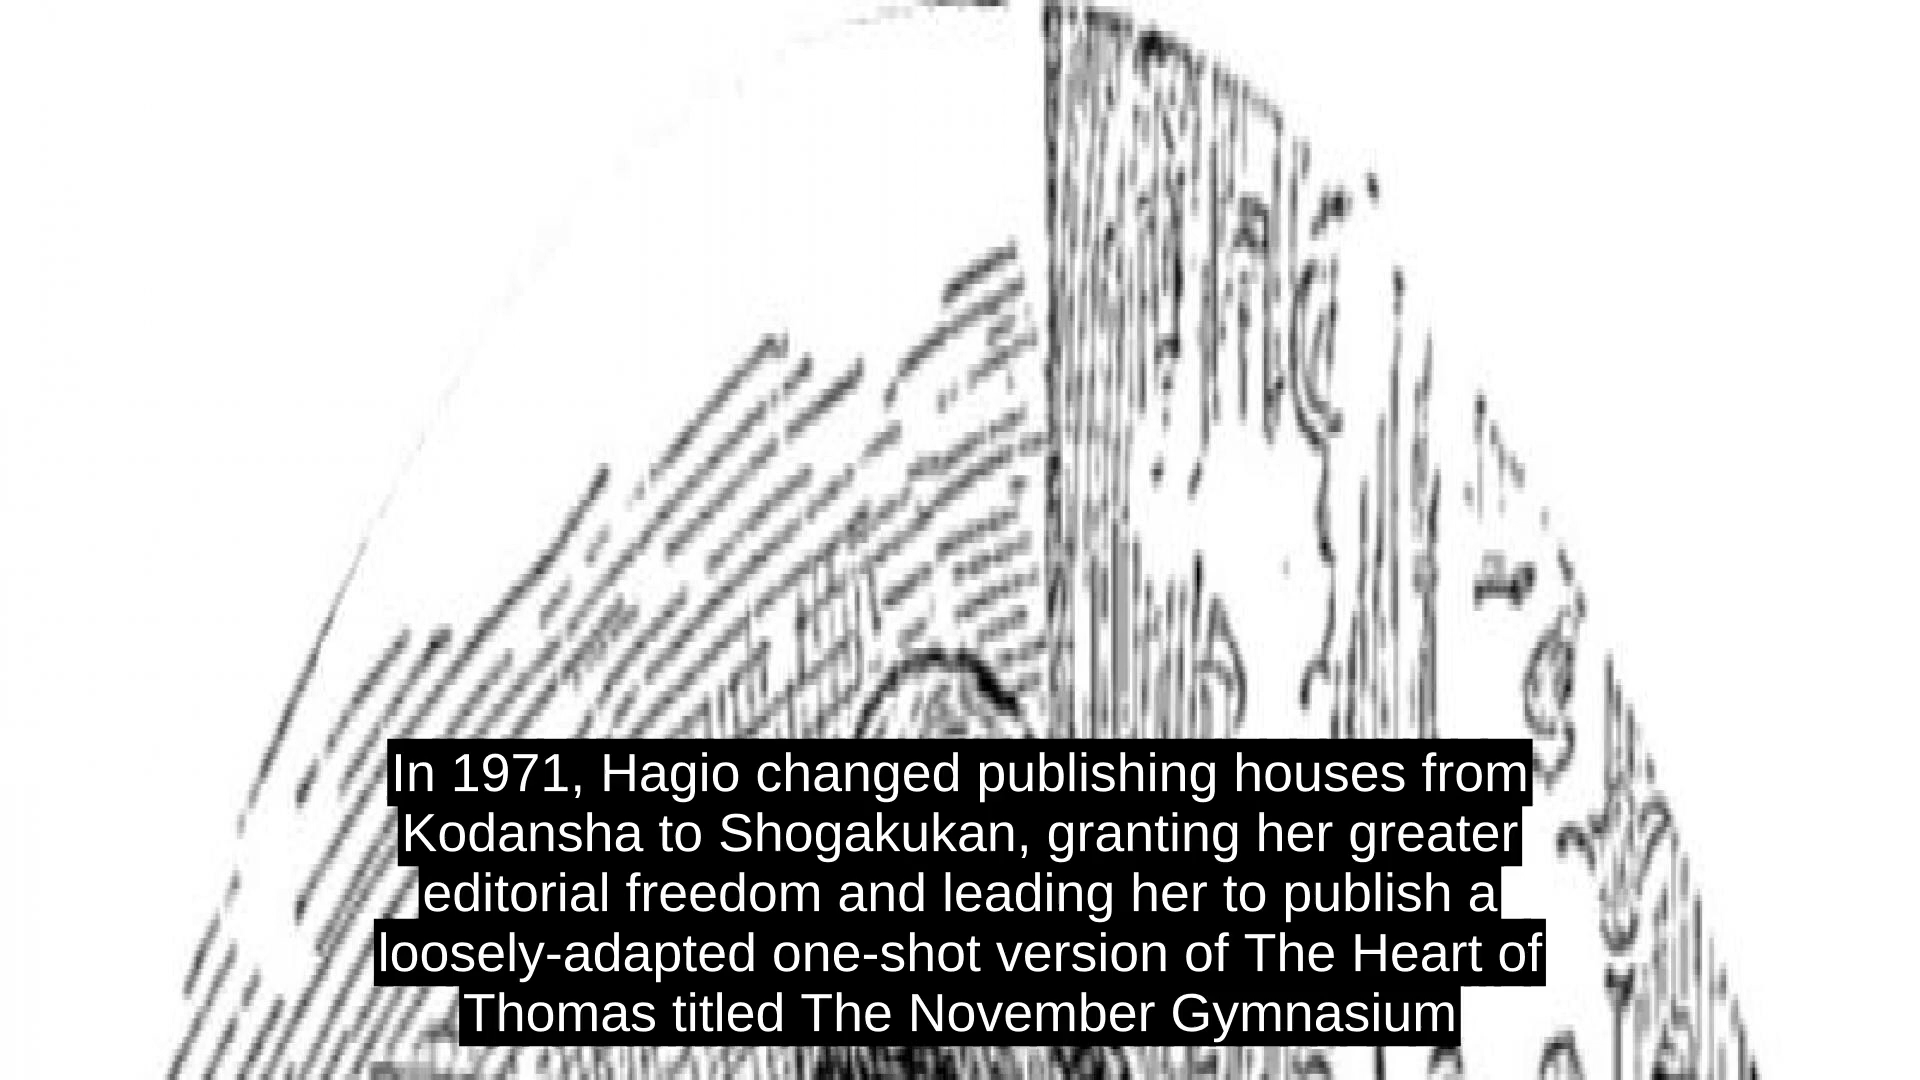 In 1971, Hagio changed publishing houses from
Kodansha to Shogakukan, granting her greater
editorial freedom and leading her to publish a
loosely-adapted one-shot version of The Heart of
Thomas titled The November Gymnasium